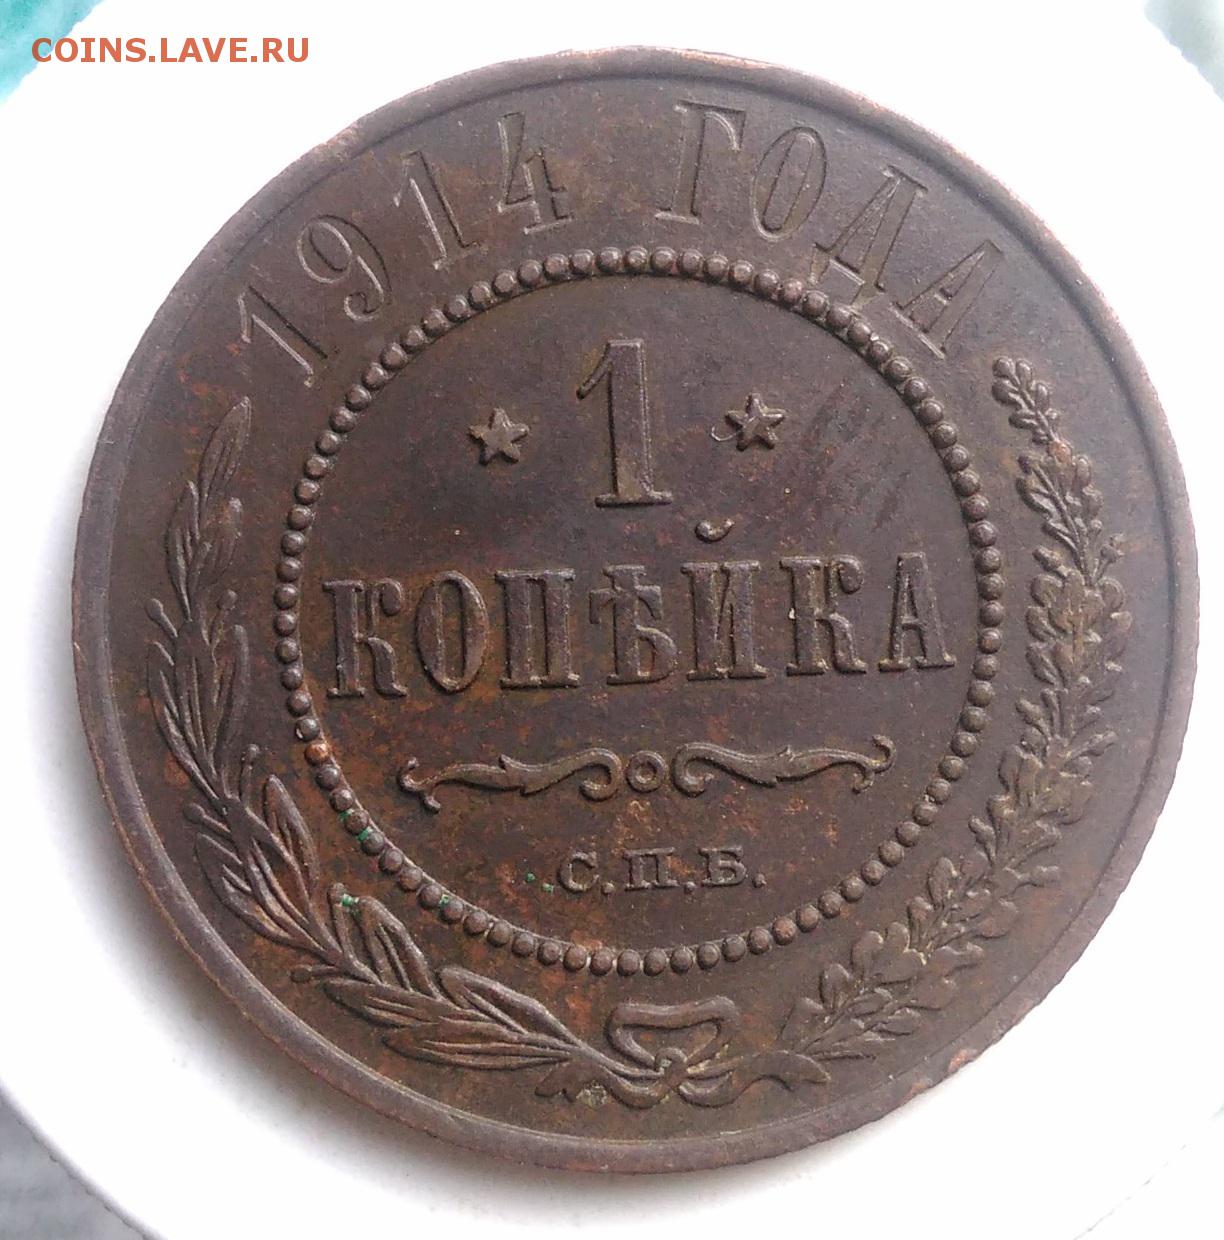 COINS.LAVE.RU
1914 ГОДА
1
КОПѢЙКА
С.П.Б.